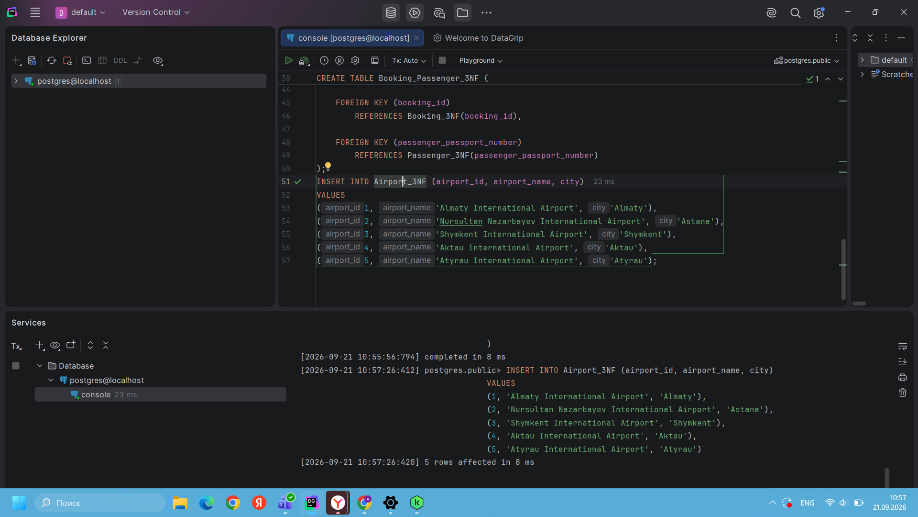 D default Version Control
Database Explorer
DDL
postgres@localhost 1
console [postgres@localhost]
Welcome to DataGrip
Tx: Auto Playground postgres.public
38 CREATE TABLE Booking_Passenger_3NF (
1
44
45 FOREIGN KEY (booking_id)
46 REFERENCES Booking_3NF(booking_id),
47
48 FOREIGN KEY (passenger_passport_number)
49 REFERENCES Passenger_3NF(passenger_passport_number)
50 );
51 INSERT INTO Airport_3NF (airport_id, airport_name, city) 23 ms
52 VALUES
53 ( airport_id 1, airport_name 'Almaty International Airport', city 'Almaty'),
54 ( airport_id 2, airport_name 'Nursultan Nazarbayev International Airport', city 'Astana'),
55 ( airport_id 3, airport_name 'Shymkent International Airport', city 'Shymkent'),
56 ( airport_id 4, airport_name 'Aktau International Airport', city 'Aktau'),
57 ( airport_id 5, airport_name 'Atyrau International Airport', city 'Atyrau');
default
Scratche
Services
Tx
Database
postgres@localhost
console 23 ms
)
[2026-09-21 10:55:56:794] completed in 8 ms
[2026-09-21 10:57:26:412] postgres.public> INSERT INTO Airport_3NF (airport_id, airport_name, city)
VALUES
(1, 'Almaty International Airport', 'Almaty'),
(2, 'Nursultan Nazarbayev International Airport', 'Astana'),
(3, 'Shymkent International Airport', 'Shymkent'),
(4, 'Aktau International Airport', 'Aktau'),
(5, 'Atyrau International Airport', 'Atyrau')
[2026-09-21 10:57:26:420] 5 rows affected in 8 ms
Поиск
ENG
10:57
21.09.2026